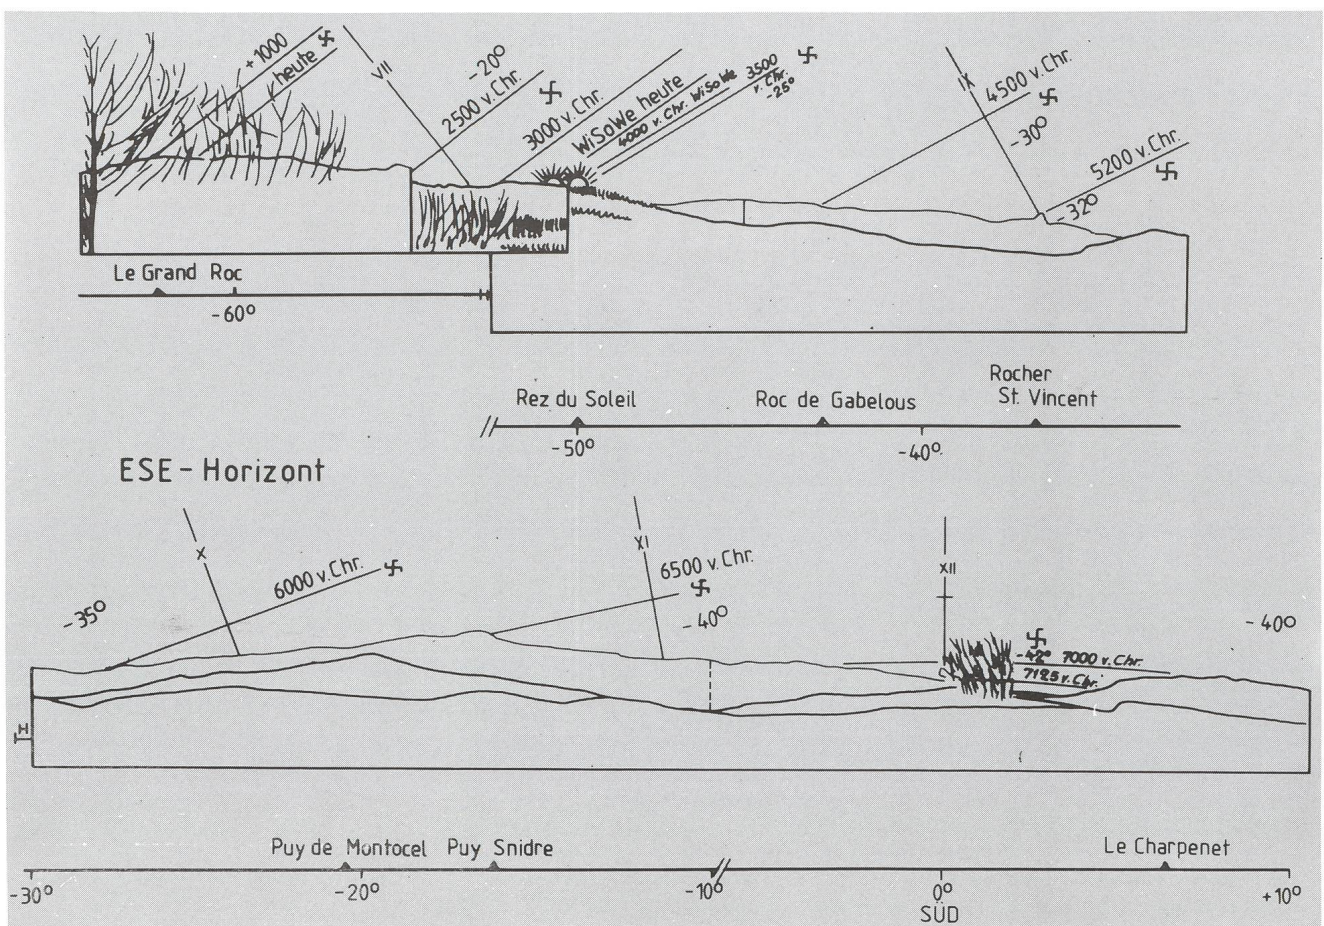 +1000
heute
VII
-20°
2500 v. Chr.
3000 v. Chr.
WiSoWe heute
4000 v. Chr. WiSoWe 3500
v. Chr.
-25°
IX
4500 v. Chr.
-30°
5200 v. Chr.
-32°
Le Grand Roc
-60°
Rez du Soleil
Roc de Gabelous
Rocher
St. Vincent
-50°
-40°
ESE - Horizont
X
6000 v. Chr.
-35°
XI
6500 v. Chr.
-40°
XII
-42° 7000 v. Chr.
7125 v. Chr.
-40°
H
Puy de Montocel
Puy Snidre
Le Charpenet
-30°
-20°
-10°
0°
+10°
SÜD